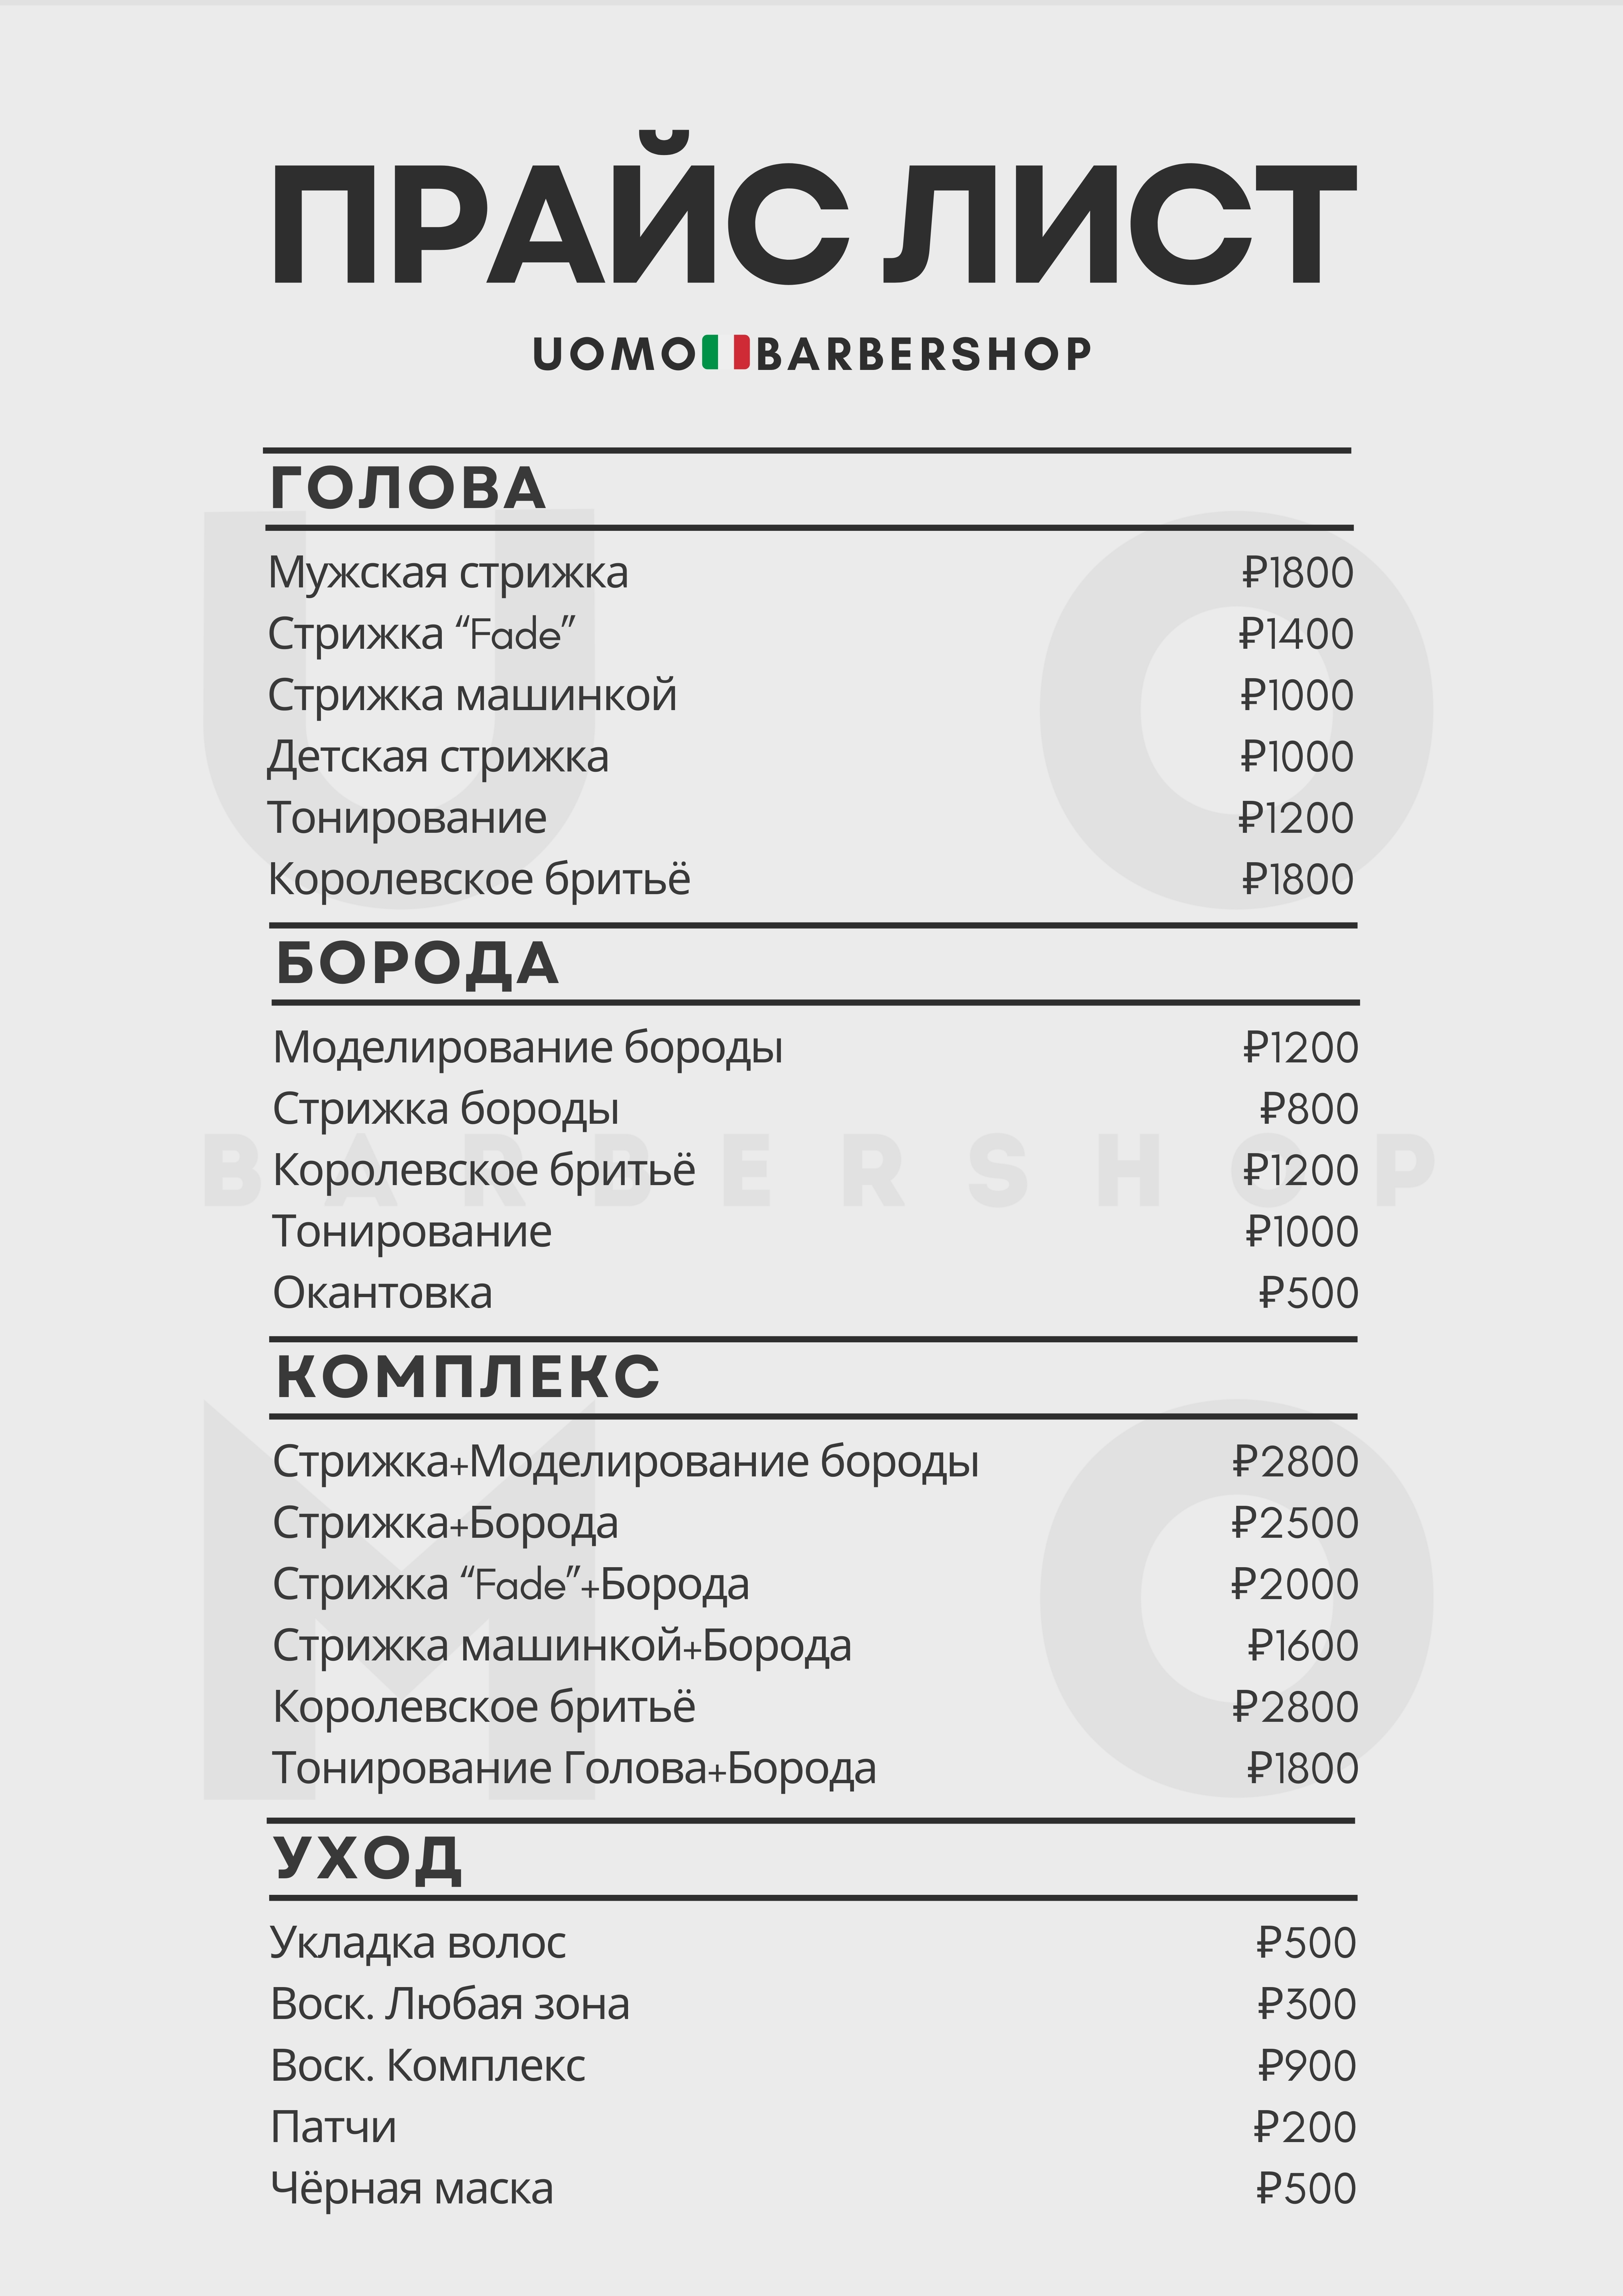 ПРАЙС ЛИСТ
UOMO BARBERSHOP
ГОЛОВА
Мужская стрижка ₽1800
Стрижка “Fade” ₽1400
Стрижка машинкой ₽1000
Детская стрижка ₽1000
Тонирование ₽1200
Королевское бритьё ₽1800
БОРОДА
Моделирование бороды ₽1200
Стрижка бороды ₽800
Королевское бритьё ₽1200
Тонирование ₽1000
Окантовка ₽500
КОМПЛЕКС
Стрижка+Моделирование бороды ₽2800
Стрижка+Борода ₽2500
Стрижка “Fade”+Борода ₽2000
Стрижка машинкой+Борода ₽1600
Королевское бритьё ₽2800
Тонирование Голова+Борода ₽1800
УХОД
Укладка волос ₽500
Воск. Любая зона ₽300
Воск. Комплекс ₽900
Патчи ₽200
Чёрная маска ₽500
U O
BARBERSHOP
M O